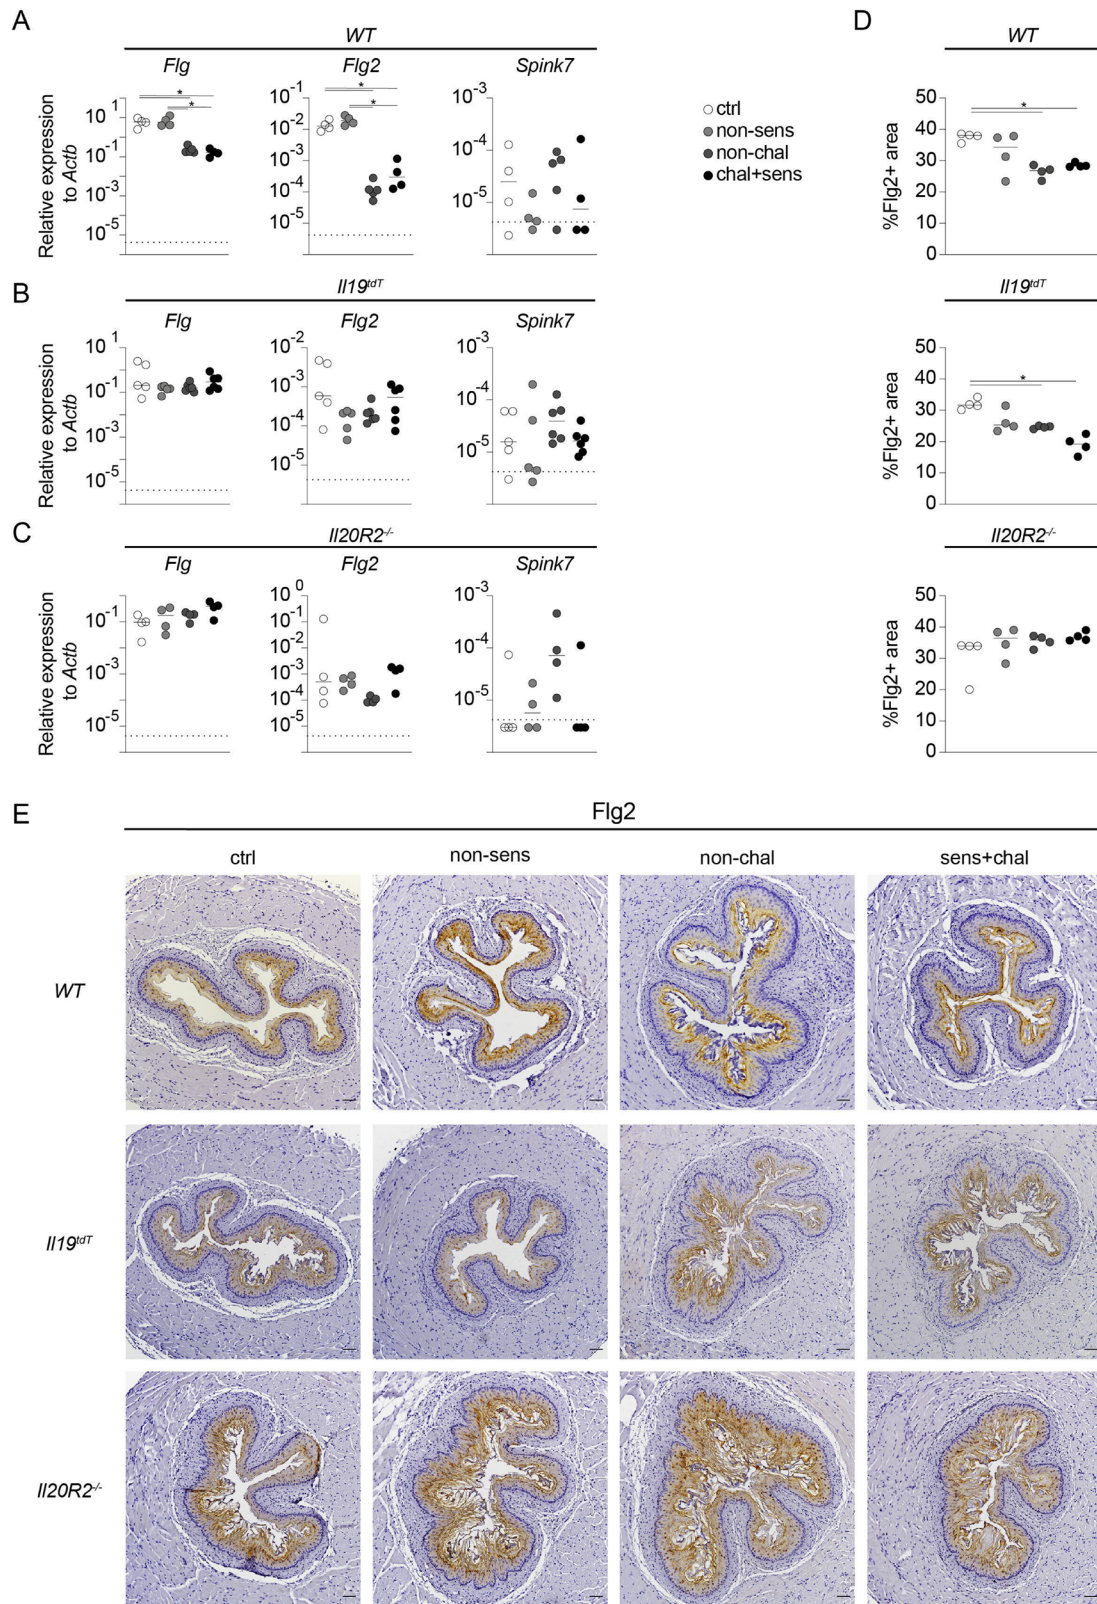 A
WT
Flg
Flg2
Spink7
Relative expression
to Actb
10^1
10^-1
10^-3
10^-5
*
*
10^-1
10^-2
10^-3
10^-4
10^-5
*
*
10^-3
10^-4
10^-5
ctrl
non-sens
non-chal
chal+sens
D
WT
%Flg2+ area
50
40
30
20
10
0
*
B
Il19^tdT
Flg
Flg2
Spink7
Relative expression
to Actb
10^1
10^-1
10^-3
10^-5
10^-2
10^-3
10^-4
10^-5
10^-3
10^-4
10^-5
Il19^tdT
%Flg2+ area
50
40
30
20
10
0
*
C
Il20R2^-/-
Flg
Flg2
Spink7
Relative expression
to Actb
10^-1
10^-3
10^-5
10^0
10^-1
10^-2
10^-3
10^-4
10^-5
10^-3
10^-4
10^-5
Il20R2^-/-
%Flg2+ area
50
40
30
20
10
0
E
Flg2
ctrl
non-sens
non-chal
sens+chal
WT
Il19^tdT
Il20R2^-/-